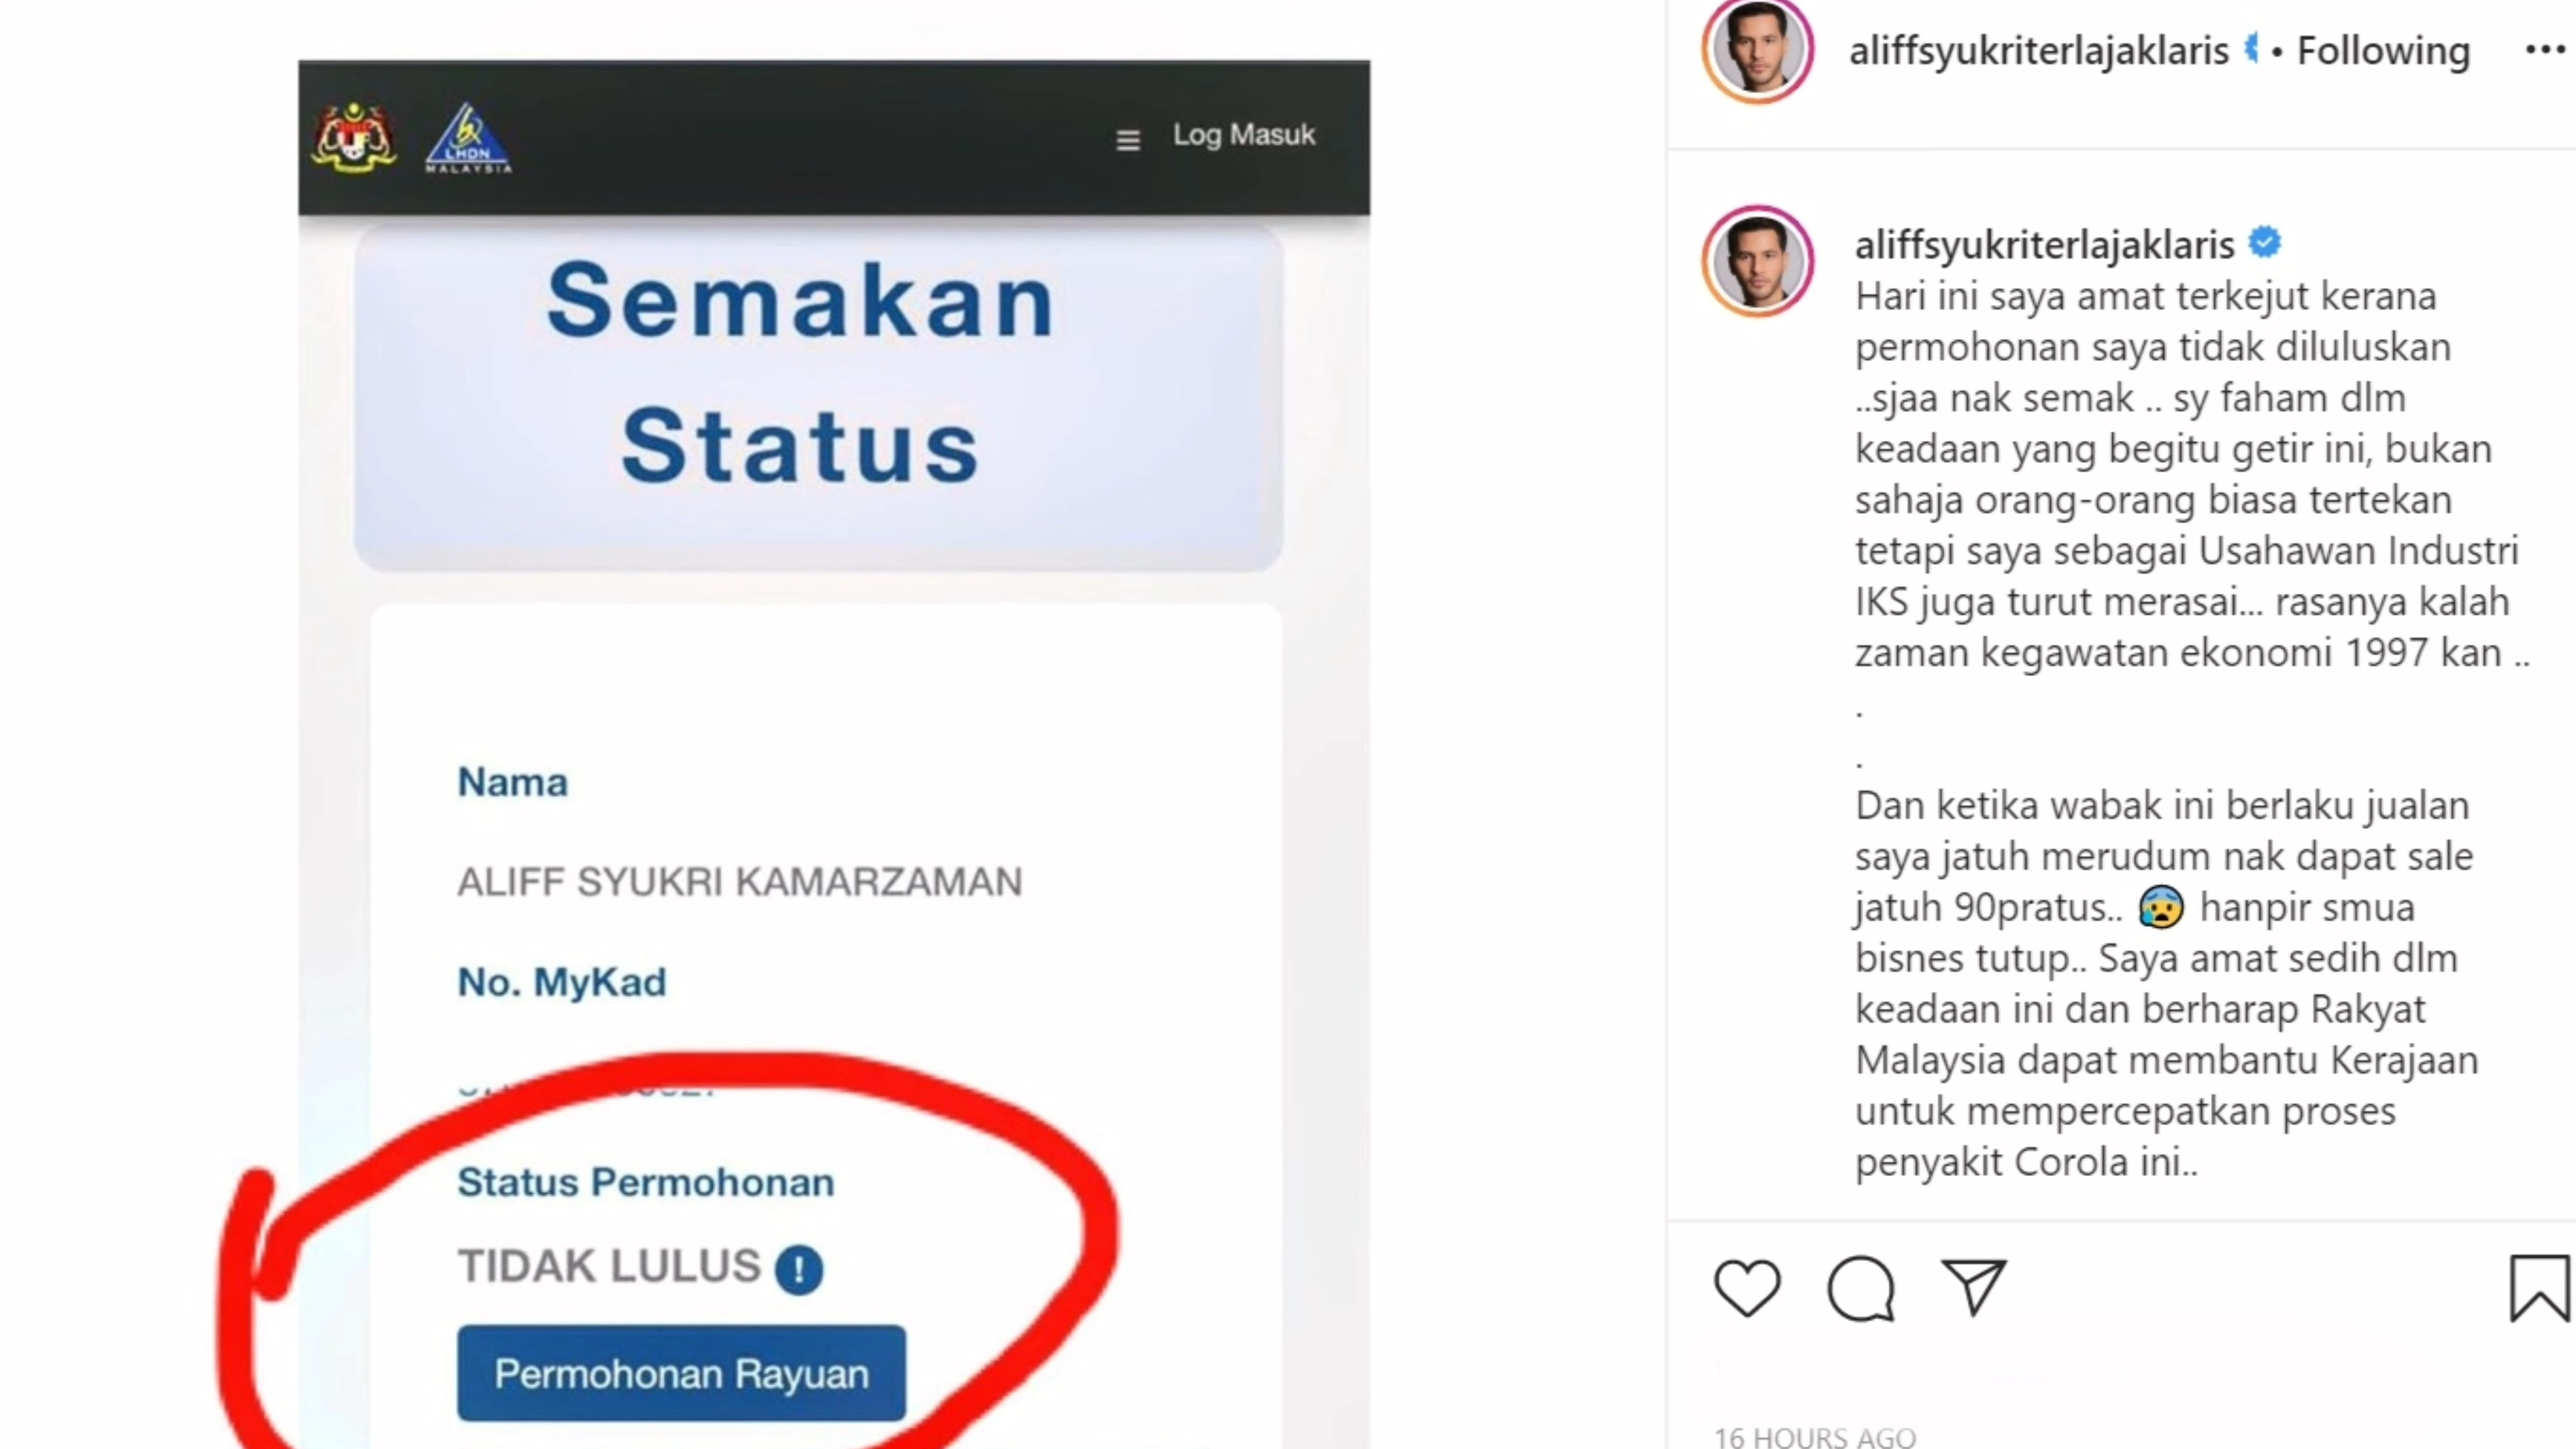 LHDN
MALAYSIA
Log Masuk
Semakan
Status
Nama
ALIFF SYUKRI KAMARZAMAN
No. MyKad
Status Permohonan
TIDAK LULUS !
Permohonan Rayuan
aliffsyukriterlajaklaris • Following
aliffsyukriterlajaklaris
Hari ini saya amat terkejut kerana
permohonan saya tidak diluluskan
..sjaa nak semak .. sy faham dlm
keadaan yang begitu getir ini, bukan
sahaja orang-orang biasa tertekan
tetapi saya sebagai Usahawan Industri
IKS juga turut merasai... rasanya kalah
zaman kegawatan ekonomi 1997 kan ..
.
.
Dan ketika wabak ini berlaku jualan
saya jatuh merudum nak dapat sale
jatuh 90pratus.. 😰 hanpir smua
bisnes tutup.. Saya amat sedih dlm
keadaan ini dan berharap Rakyat
Malaysia dapat membantu Kerajaan
untuk mempercepatkan proses
penyakit Corola ini..
16 HOURS AGO